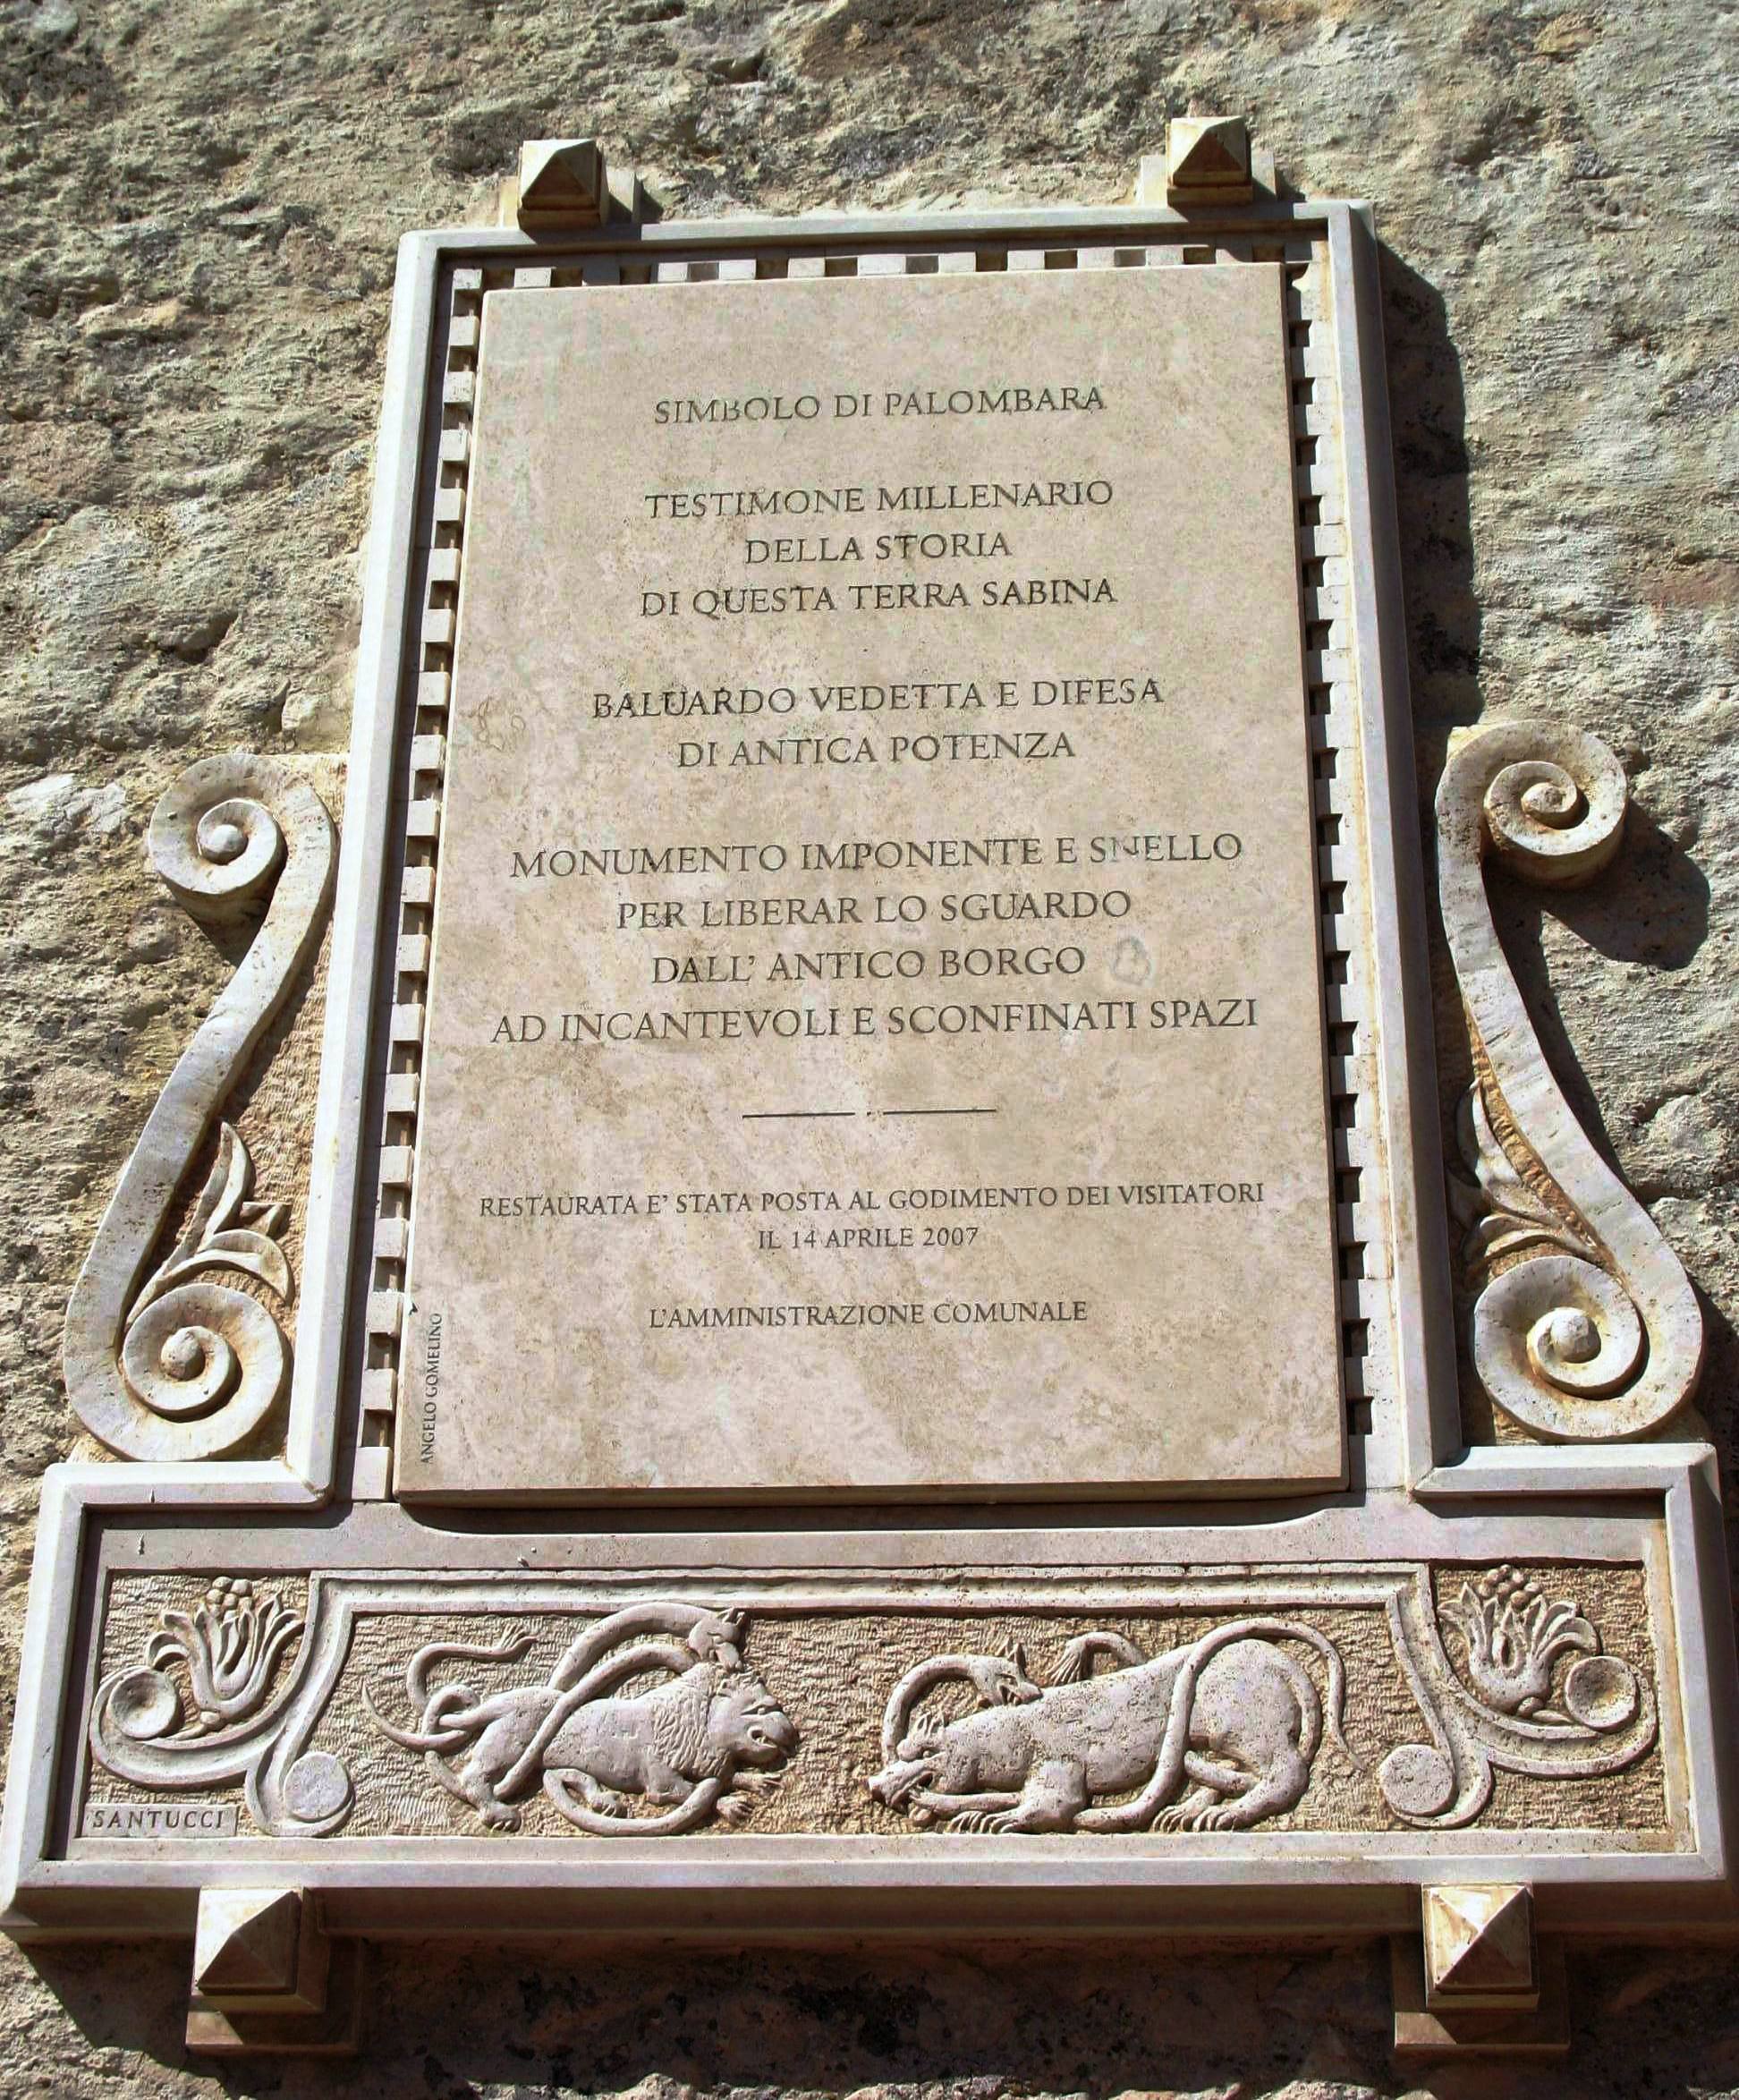 SIMBOLO DI PALOMBARA
TESTIMONE MILLENARIO
DELLA STORIA
DI QUESTA TERRA SABINA
BALUARDO VEDETTA E DIFESA
DI ANTICA POTENZA
MONUMENTO IMPONENTE E SNELLO
PER LIBERAR LO SGUARDO
DALL' ANTICO BORGO
AD INCANTEVOLI E SCONFINATI SPAZI
RESTAURATA E' STATA POSTA AL GODIMENTO DEI VISITATORI
IL 14 APRILE 2007
L'AMMINISTRAZIONE COMUNALE
ANGELO GOMELINO
SANTUCCI